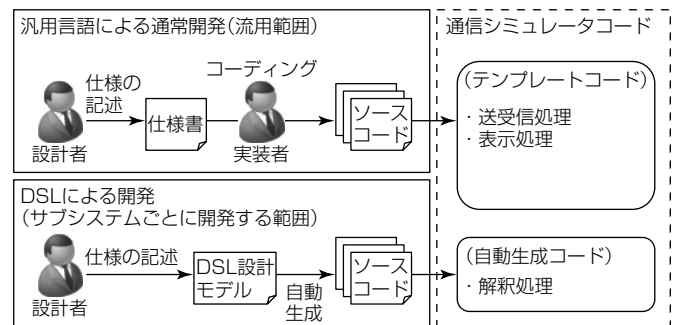 汎用言語による通常開発(流用範囲)
仕様の
記述
設計者
仕様書
コーディング
実装者
ソース
コード
DSLによる開発
(サブシステムごとに開発する範囲)
仕様の記述
設計者
DSL設計
モデル
自動
生成
ソース
コード
通信シミュレータコード
(テンプレートコード)
・送受信処理
・表示処理
(自動生成コード)
・解釈処理